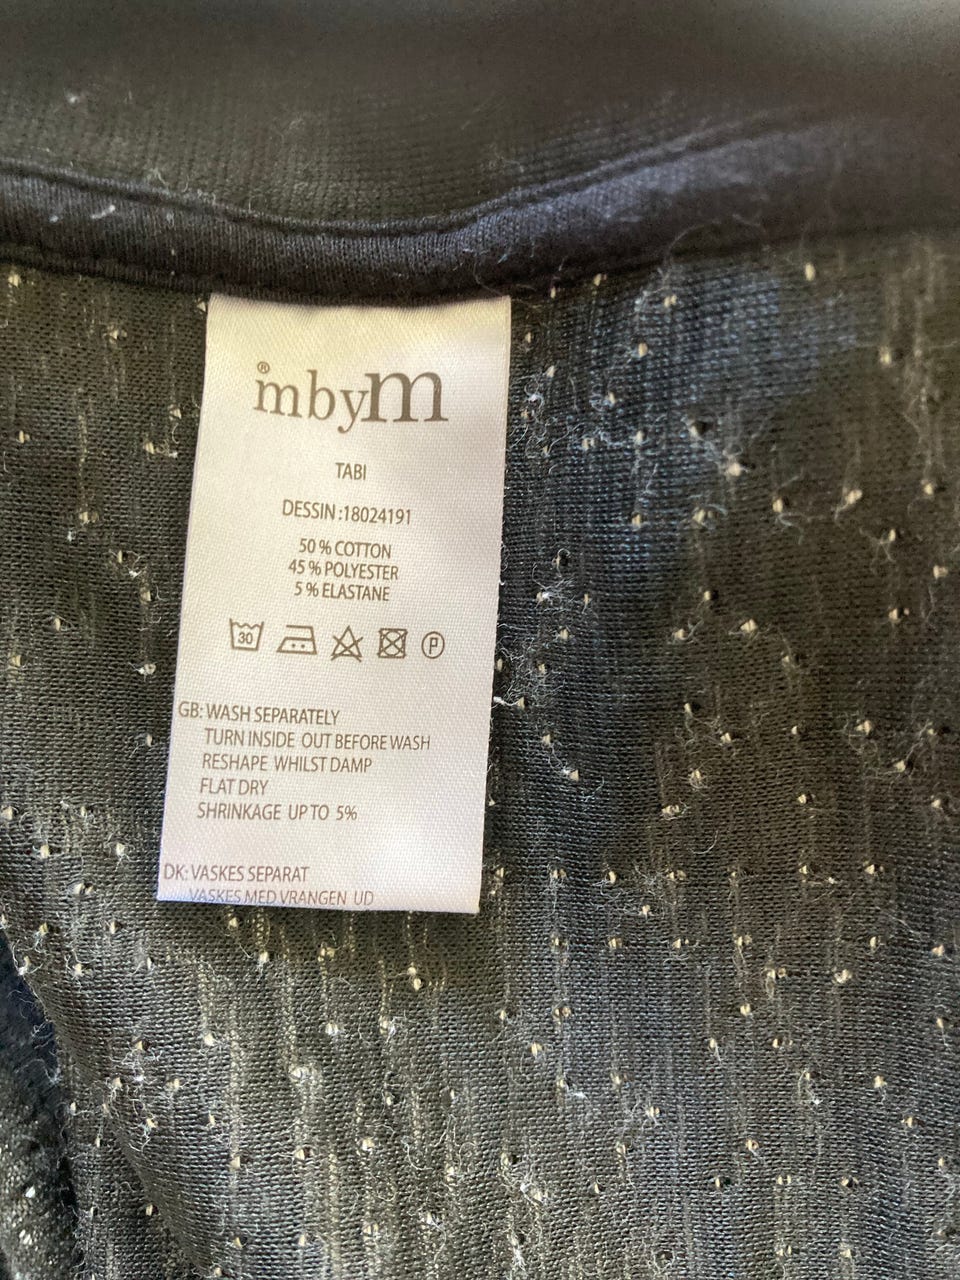 ® mbyM
TABI
DESSIN:18024191
50 % COTTON
45 % POLYESTER
5 % ELASTANE
30 P
GB: WASH SEPARATELY
TURN INSIDE OUT BEFORE WASH
RESHAPE WHILST DAMP
FLAT DRY
SHRINKAGE UP TO 5%
DK: VASKES SEPARAT
VASKES MED VRANGEN UD